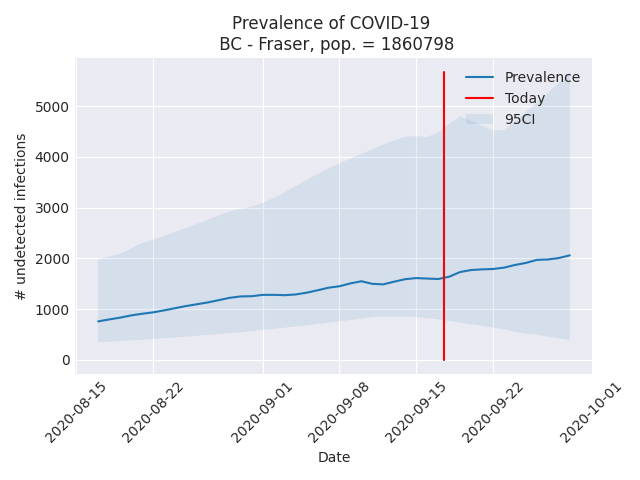 Prevalence of COVID-19
BC - Fraser, pop. = 1860798
Prevalence
Today
95CI
# undetected infections
5000
4000
3000
2000
1000
0
2020-08-15
2020-08-22
2020-09-01
2020-09-08
2020-09-15
2020-09-22
2020-10-01
Date